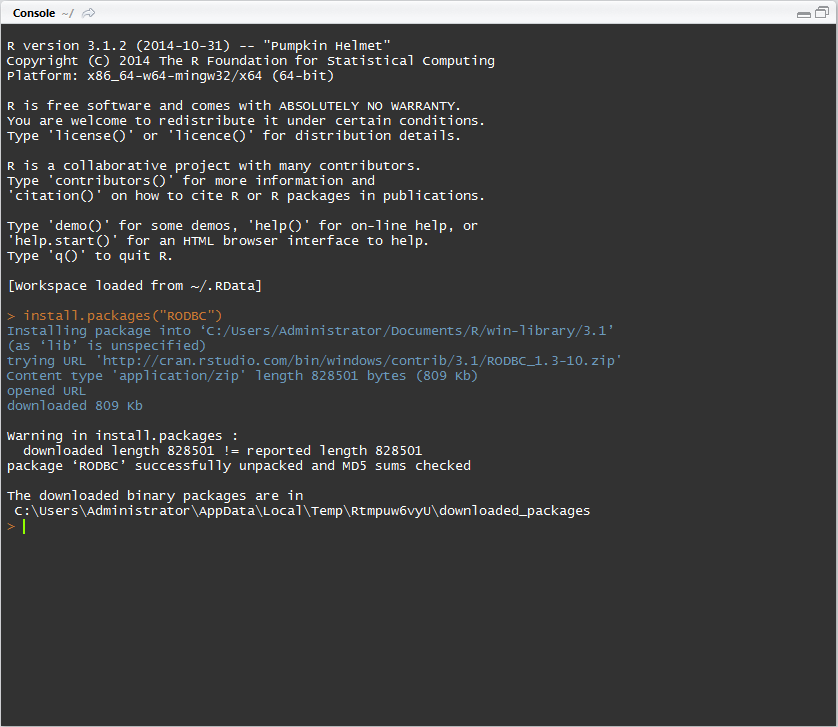 Console ~/
R version 3.1.2 (2014-10-31) -- "Pumpkin Helmet"
Copyright (C) 2014 The R Foundation for Statistical Computing
Platform: x86_64-w64-mingw32/x64 (64-bit)
R is free software and comes with ABSOLUTELY NO WARRANTY.
You are welcome to redistribute it under certain conditions.
Type 'license()' or 'licence()' for distribution details.
R is a collaborative project with many contributors.
Type 'contributors()' for more information and
'citation()' on how to cite R or R packages in publications.
Type 'demo()' for some demos, 'help()' for on-line help, or
'help.start()' for an HTML browser interface to help.
Type 'q()' to quit R.
[Workspace loaded from ~/.RData]
> install.packages("RODBC")
Installing package into ‘C:/Users/Administrator/Documents/R/win-library/3.1’
(as ‘lib’ is unspecified)
trying URL 'http://cran.rstudio.com/bin/windows/contrib/3.1/RODBC_1.3-10.zip'
Content type 'application/zip' length 828501 bytes (809 Kb)
opened URL
downloaded 809 Kb
Warning in install.packages :
  downloaded length 828501 != reported length 828501
package ‘RODBC’ successfully unpacked and MD5 sums checked
The downloaded binary packages are in
 C:\Users\Administrator\AppData\Local\Temp\Rtmpuw6vyU\downloaded_packages
>